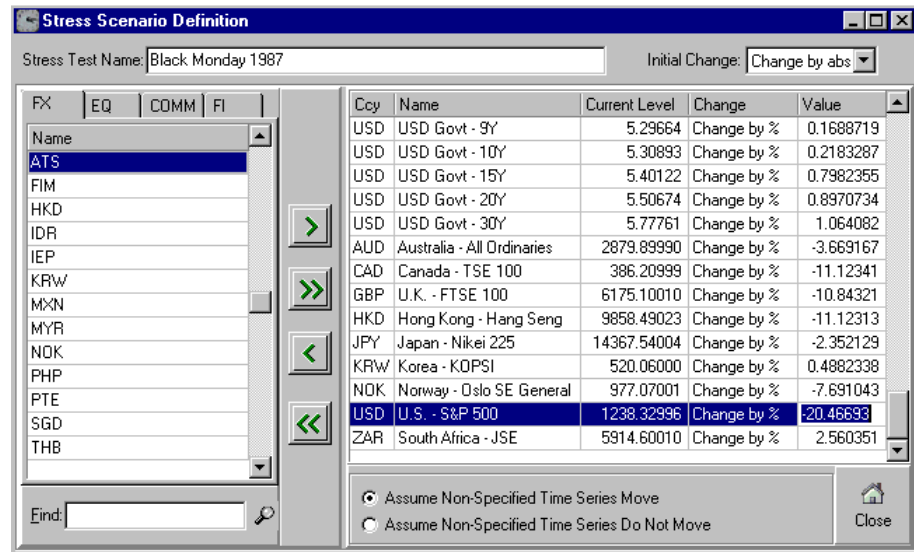 Stress Scenario Definition
Stress Test Name: Black Monday 1987 Initial Change: Change by abs
FX EQ COMM FI
Name
ATS
FIM
HKD
IDR
IEP
KRW
MXN
MYR
NOK
PHP
PTE
SGD
THB
Find:
> 
>>
<
<<
Ccy Name Current Level Change Value
USD USD Govt - 9Y 5.29664 Change by % 0.1688719
USD USD Govt - 10Y 5.30893 Change by % 0.2183287
USD USD Govt - 15Y 5.40122 Change by % 0.7982355
USD USD Govt - 20Y 5.50674 Change by % 0.8970734
USD USD Govt - 30Y 5.77761 Change by % 1.064082
AUD Australia - All Ordinaries 2879.89990 Change by % -3.669167
CAD Canada - TSE 100 386.20999 Change by % -11.12341
GBP U.K. - FTSE 100 6175.10010 Change by % -10.84321
HKD Hong Kong - Hang Seng 9858.49023 Change by % -11.12313
JPY Japan - Nikei 225 14367.54004 Change by % -2.352129
KRW Korea - KOPSI 520.06000 Change by % 0.4882338
NOK Norway - Oslo SE General 977.07001 Change by % -7.691043
USD U.S. - S&P 500 1238.32996 Change by % -20.46693
ZAR South Africa - JSE 5914.60010 Change by % 2.560351
Assume Non-Specified Time Series Move
Assume Non-Specified Time Series Do Not Move
Close